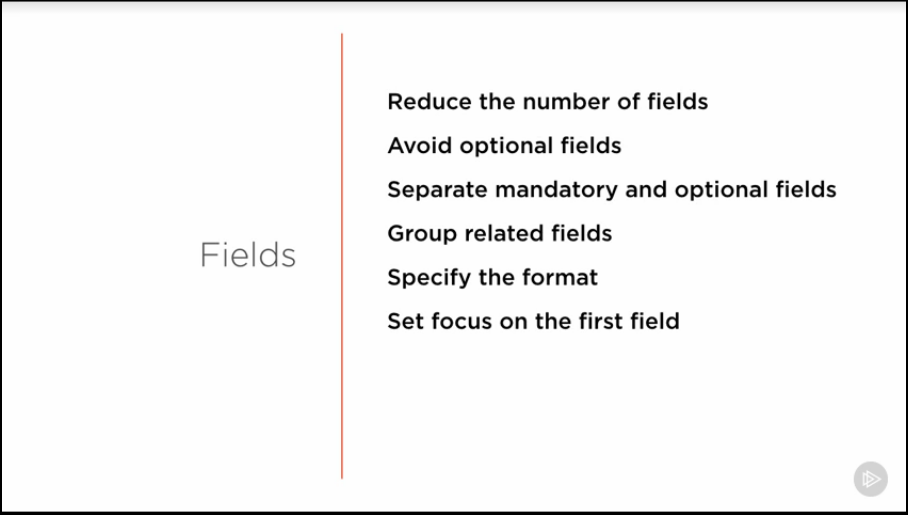 Fields
Reduce the number of fields
Avoid optional fields
Separate mandatory and optional fields
Group related fields
Specify the format
Set focus on the first field